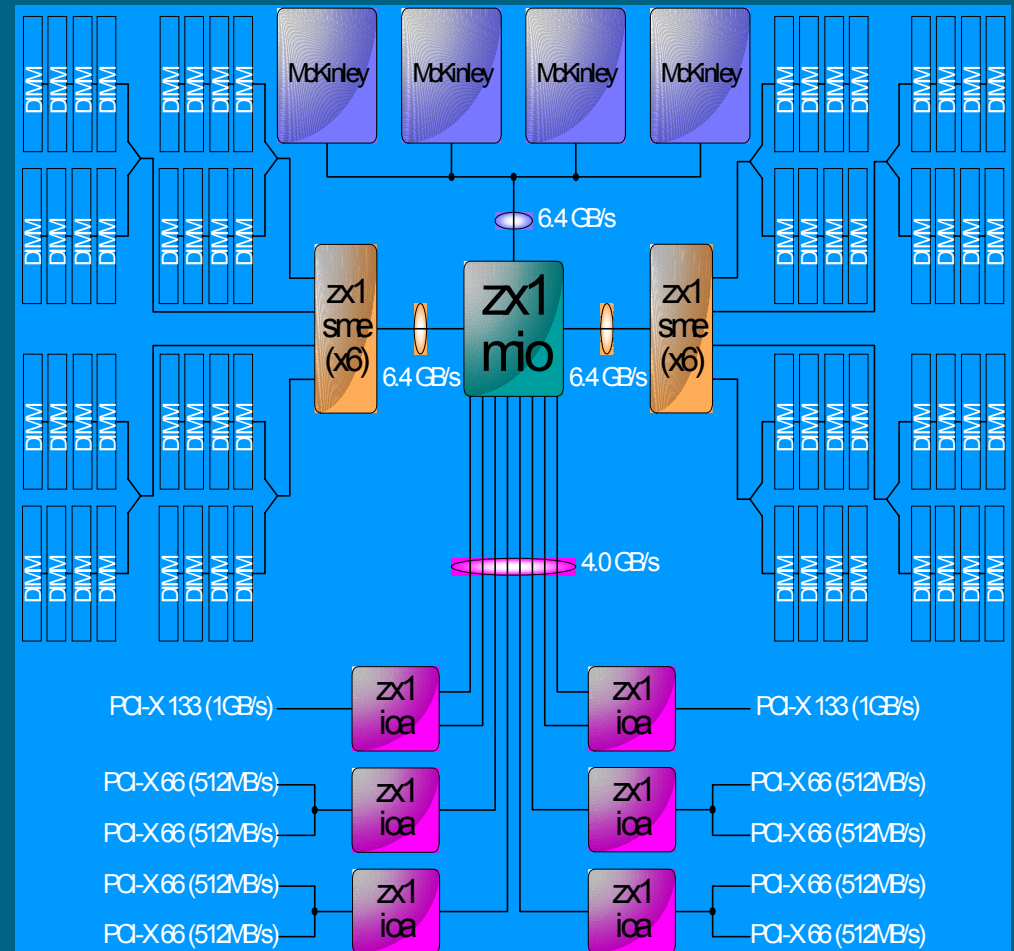 DIMM DIMM DIMM DIMM DIMM DIMM DIMM DIMM
McKinley McKinley McKinley McKinley
DIMM DIMM DIMM DIMM DIMM DIMM DIMM DIMM
DIMM DIMM DIMM DIMM DIMM DIMM DIMM DIMM
6.4 GB/s
DIMM DIMM DIMM DIMM DIMM DIMM DIMM DIMM
zx1
sme
(x6)
6.4 GB/s
zx1
mio
6.4 GB/s
zx1
sme
(x6)
DIMM DIMM DIMM DIMM DIMM DIMM DIMM DIMM
DIMM DIMM DIMM DIMM DIMM DIMM DIMM DIMM
DIMM DIMM DIMM DIMM DIMM DIMM DIMM DIMM
4.0 GB/s
DIMM DIMM DIMM DIMM DIMM DIMM DIMM DIMM
PCI-X 133 (1GB/s)
zx1
ioa
zx1
ioa
PCI-X 133 (1GB/s)
PCI-X 66 (512MB/s)
PCI-X 66 (512MB/s)
zx1
ioa
zx1
ioa
PCI-X 66 (512MB/s)
PCI-X 66 (512MB/s)
PCI-X 66 (512MB/s)
PCI-X 66 (512MB/s)
zx1
ioa
zx1
ioa
PCI-X 66 (512MB/s)
PCI-X 66 (512MB/s)